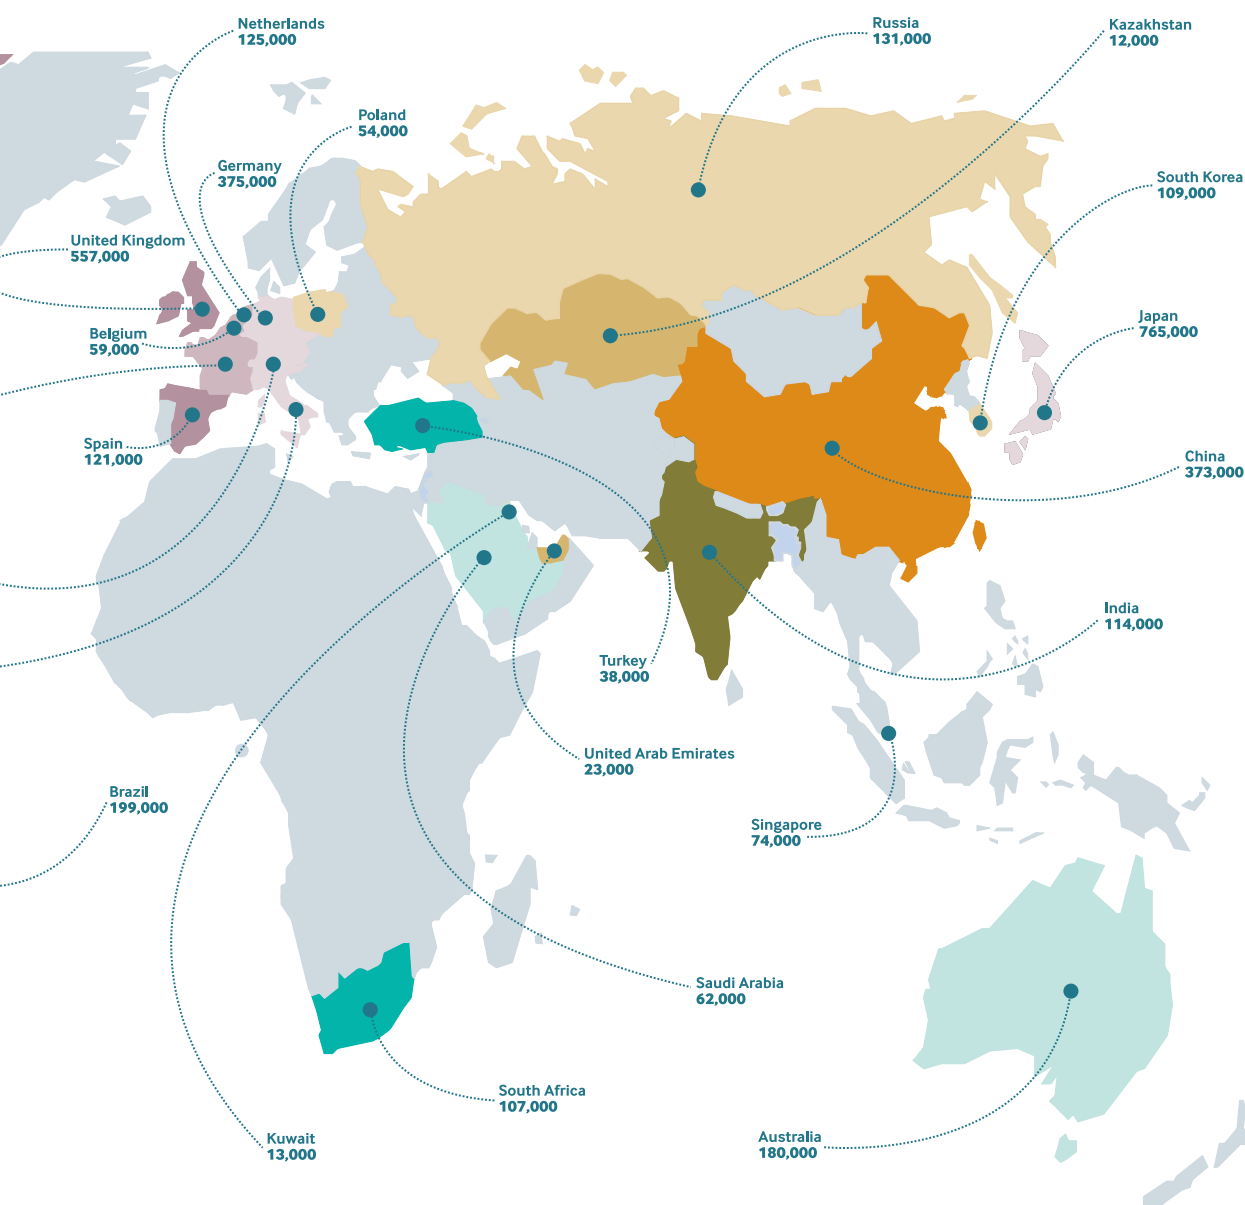 Netherlands
125,000
Russia
131,000
Kazakhstan
12,000
Poland
54,000
Germany
375,000
South Korea
109,000
United Kingdom
557,000
Belgium
59,000
Japan
765,000
Spain
121,000
China
373,000
India
114,000
Turkey
38,000
United Arab Emirates
23,000
Brazil
199,000
Singapore
74,000
Saudi Arabia
62,000
South Africa
107,000
Kuwait
13,000
Australia
180,000